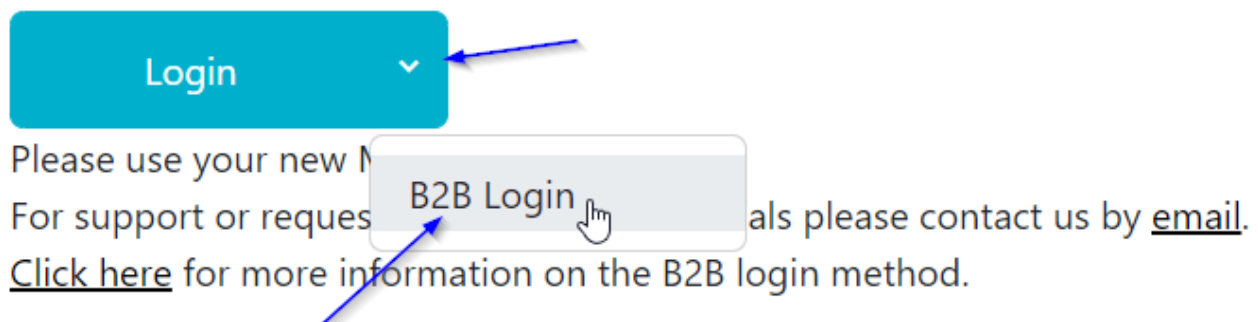 Login
Please use your new
B2B Login
For support or reques als please contact us by email.
Click here for more information on the B2B login method.